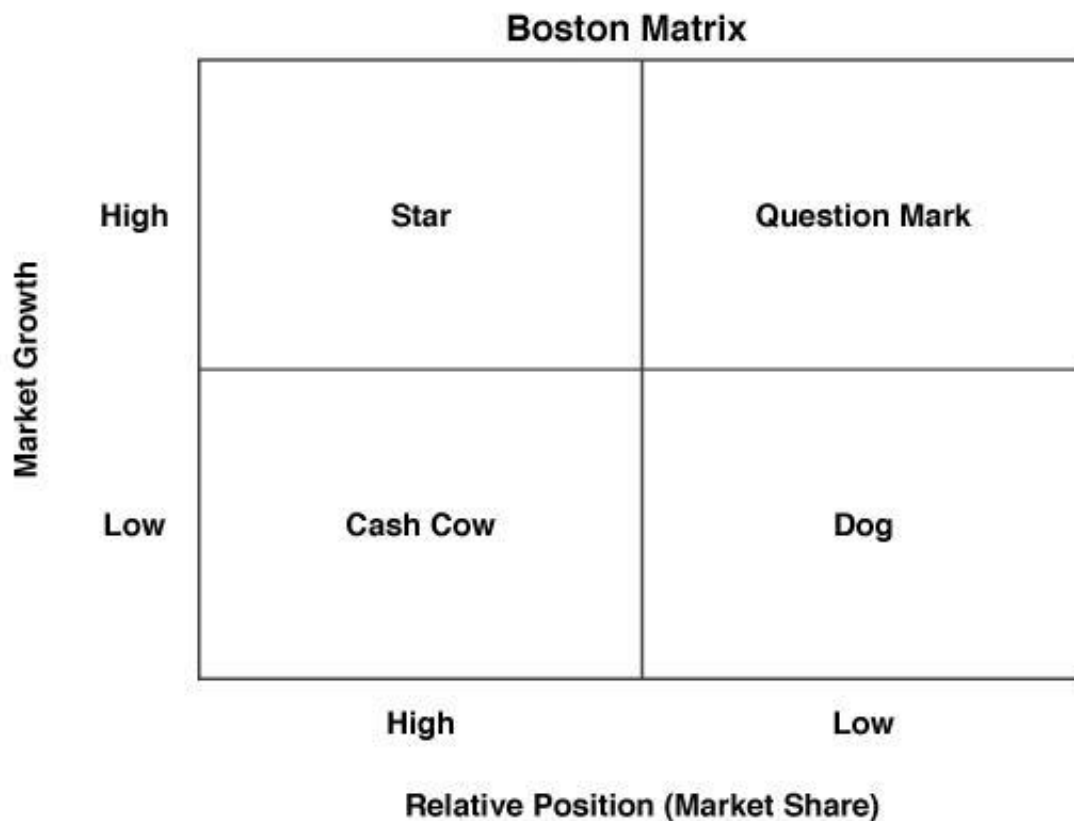 Boston Matrix
High
Star
Question Mark
Market Growth
Low
Cash Cow
Dog
High
Low
Relative Position (Market Share)